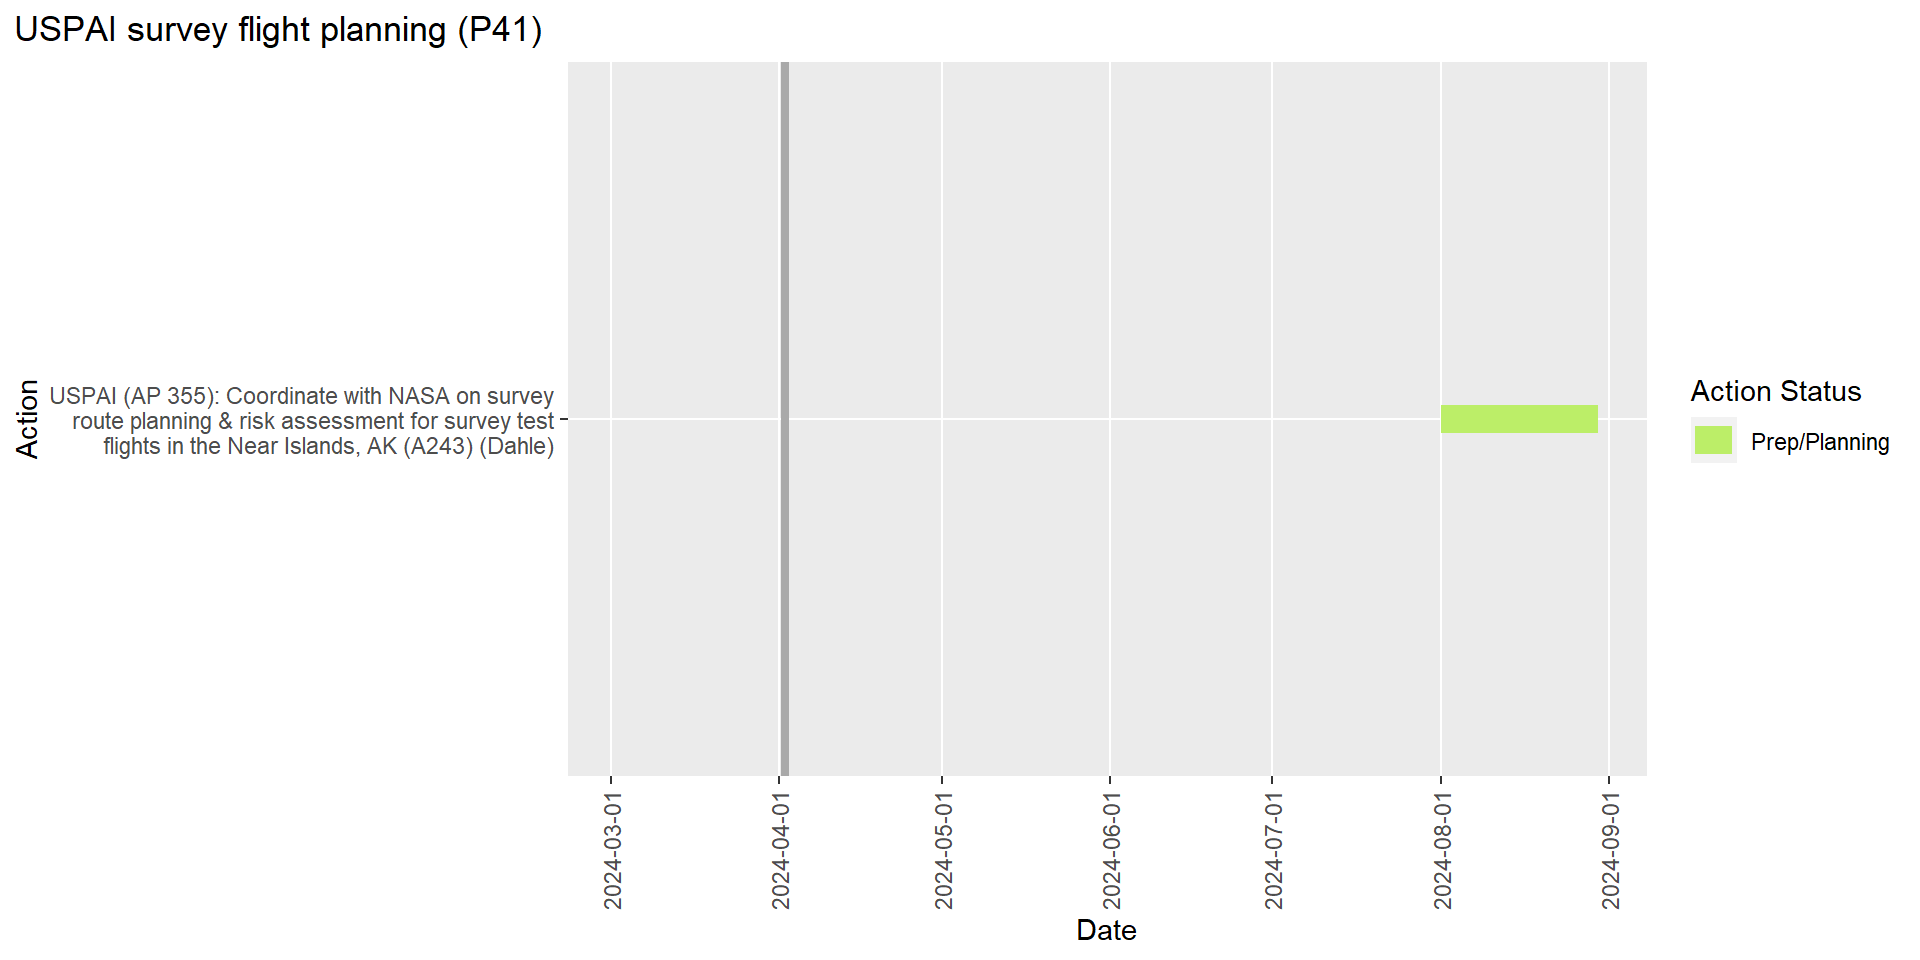 USPAI survey flight planning (P41)
Action
USPAI (AP 355): Coordinate with NASA on survey
route planning & risk assessment for survey test
flights in the Near Islands, AK (A243) (Dahle)
Action Status
Prep/Planning
2024-03-01
2024-04-01
2024-05-01
2024-06-01
2024-07-01
2024-08-01
2024-09-01
Date